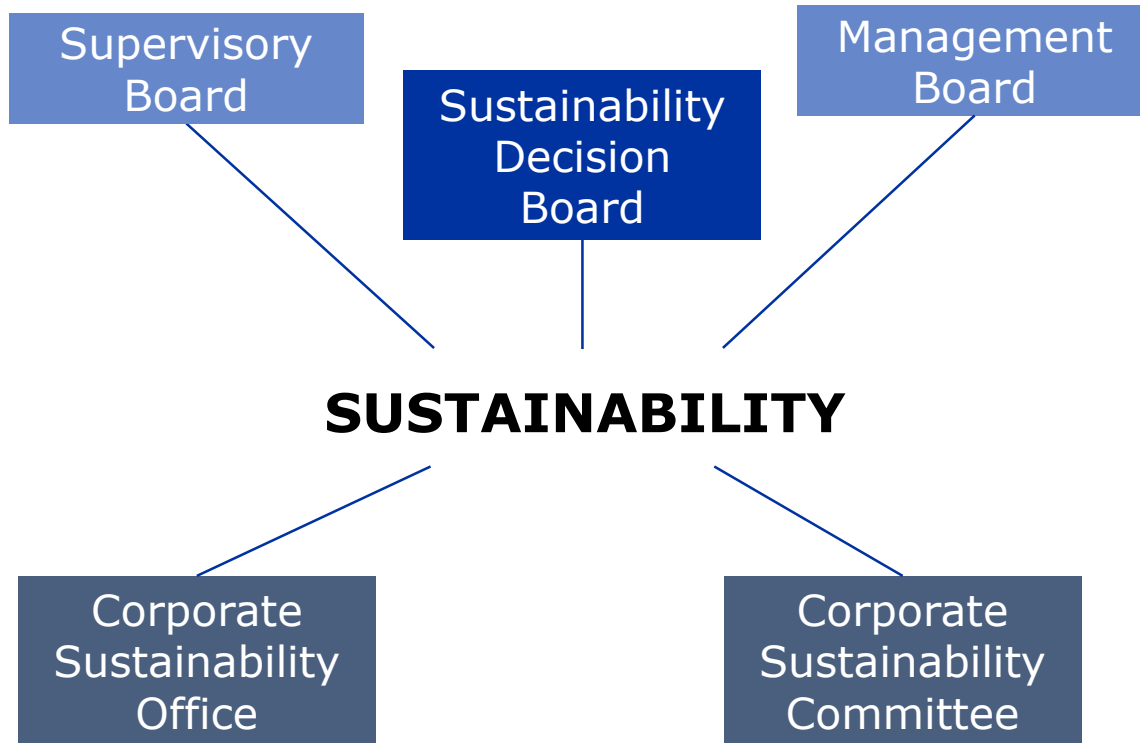 Supervisory
Board
Sustainability
Decision
Board
Management
Board
SUSTAINABILITY
Corporate
Sustainability
Office
Corporate
Sustainability
Committee